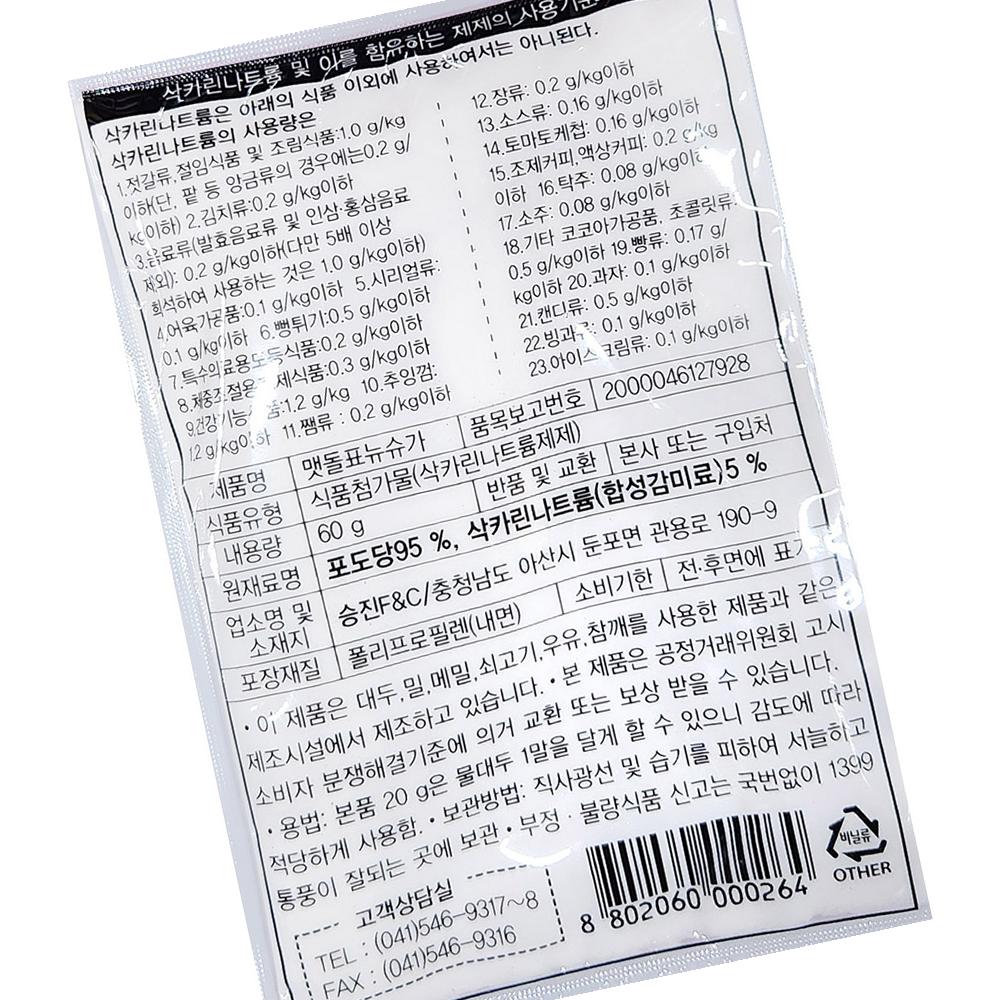 삭카린나트륨 및 이를 함유하는 제제의 사용기준
삭카린나트륨은 아래의 식품 이외에 사용하여서는 아니된다.
삭카린나트륨의 사용량은
1.젓갈류,절임식품 및 조림식품:1.0 g/kg
이하(단, 팥 등 앙금류의 경우에는0.2 g/
kg이하) 2.김치류:0.2 g/kg이하
3.음료류(발효음료류 및 인삼·홍삼음료
제외): 0.2 g/kg이하(다만 5배 이상
희석하여 사용하는 것은 1.0 g/kg이하)
4.어육가공품:0.1 g/kg이하 5.시리얼류:
0.1 g/kg이하 6.뻥튀기:0.5 g/kg이하
7.특수의료용도등식품:0.2 g/kg이하
8.체중조절용 제식품:0.3 g/kg이하
9.건강기능 품:1.2 g/kg 10.추잉껌:
1.2 g/kg이하 11.잼류 : 0.2 g/kg이하
12.장류: 0.2 g/kg이하
13.소스류: 0.16 g/kg이하
14.토마토케첩: 0.16 g/kg이하
15.조제커피,액상커피: 0.2 g/kg
이하 16.탁주: 0.08 g/kg이하
17.소주: 0.08 g/kg이하
18.기타 코코아가공품, 초콜릿류:
0.5 g/kg이하 19.빵류: 0.17 g/
kg이하 20.과자: 0.1 g/kg이하
21.캔디류: 0.5 g/kg이하
22.빙과류: 0.1 g/kg이하
23.아이스크림류: 0.1 g/kg이하
제품명 맷돌표뉴슈가 품목보고번호 2000046127928
식품유형 식품첨가물(삭카린나트륨제제)
내용량 60 g 반품 및 교환 본사 또는 구입처
원재료명 포도당95 %, 삭카린나트륨(합성감미료)5 %
업소명 및
소재지 승진F&C/충청남도 아산시 둔포면 관용로 190-9
포장재질 폴리프로필렌(내면) 소비기한 전·후면에 표기
·이 제품은 대두,밀,메밀,쇠고기,우유,참깨를 사용한 제품과 같은
제조시설에서 제조하고 있습니다. ·본 제품은 공정거래위원회 고시
소비자 분쟁해결기준에 의거 교환 또는 보상 받을 수 있습니다.
·용법: 본품 20 g은 물대두 1말을 달게 할 수 있으니 감도에 따라
적당하게 사용함. ·보관방법: 직사광선 및 습기를 피하여 서늘하고
통풍이 잘되는 곳에 보관 ·부정 · 불량식품 신고는 국번없이 1399
고객상담실
TEL : (041)546-9317~8
FAX : (041)546-9316
8 802060 000264
비닐류
OTHER